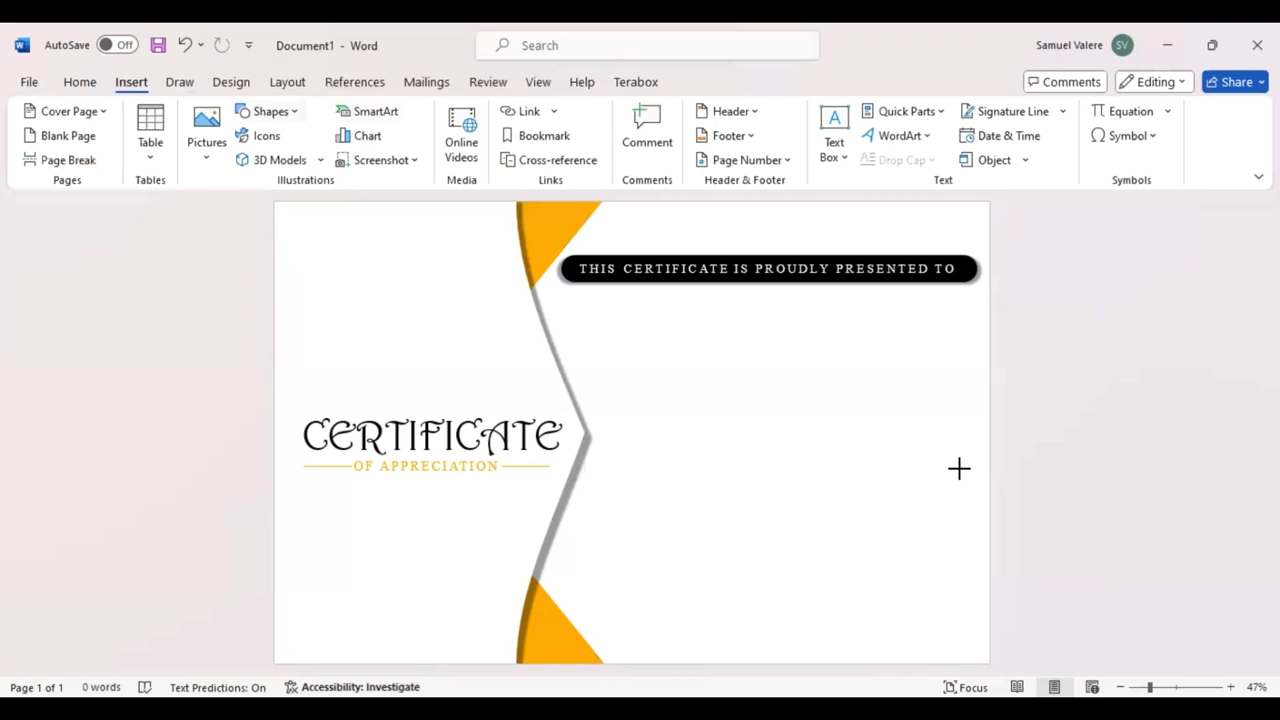 AutoSave Off Document1 - Word Search Samuel Valere SV
File Home Insert Draw Design Layout References Mailings Review View Help Terabox Comments Editing Share
Cover Page
Blank Page
Page Break
Pages
Table
Tables
Pictures
Shapes
Icons
3D Models
SmartArt
Chart
Screenshot
Illustrations
Online
Videos
Media
Link
Bookmark
Cross-reference
Links
Comment
Comments
Header
Footer
Page Number
Header & Footer
Text
Box
Quick Parts
WordArt
Drop Cap
Signature Line
Date & Time
Object
Text
Equation
Symbol
Symbols
THIS CERTIFICATE IS PROUDLY PRESENTED TO
CERTIFICATE
OF APPRECIATION
Page 1 of 1 0 words Text Predictions: On Accessibility: Investigate Focus 47%